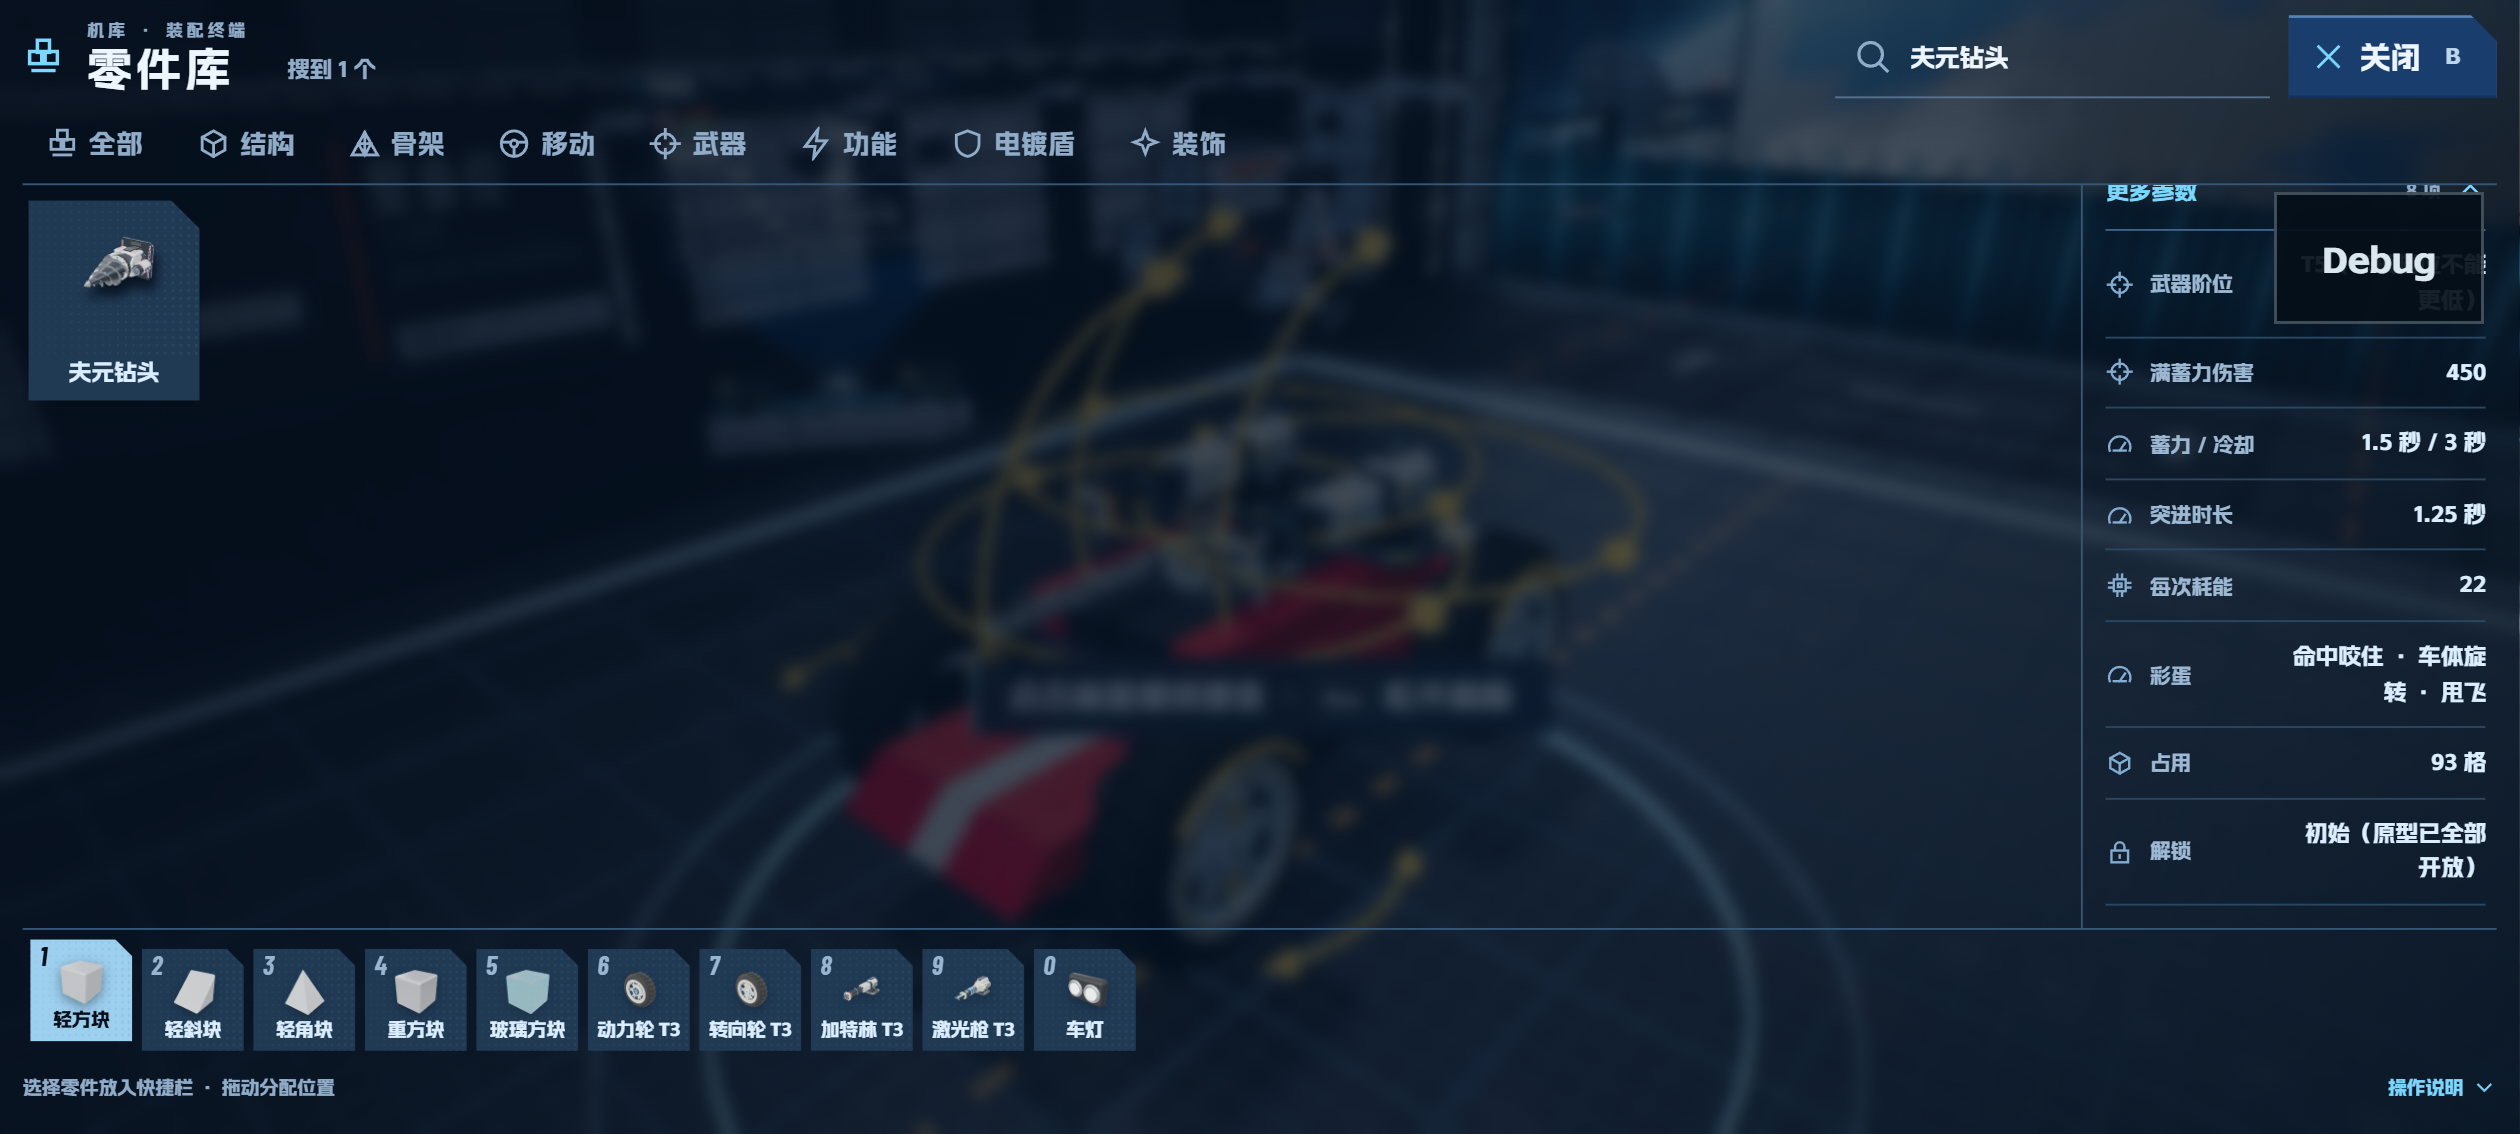 机库 · 装配终端
零件库
搜到 1 个
夫元钻头
关闭 B
全部
结构
骨架
移动
武器
功能
电镀盾
装饰
夫元钻头
更多参数
8 项
Debug
武器阶位
更低）
满蓄力伤害 450
蓄力 / 冷却 1.5 秒 / 3 秒
突进时长 1.25 秒
每次耗能 22
彩蛋 命中咬住 · 车体旋
转 · 甩飞
占用 93 格
解锁 初始（原型已全部
开放）
1 轻方块
2 轻斜块
3 轻角块
4 重方块
5 玻璃方块
6 动力轮 T3
7 转向轮 T3
8 加特林 T3
9 激光枪 T3
0 车灯
选择零件放入快捷栏 · 拖动分配位置
操作说明